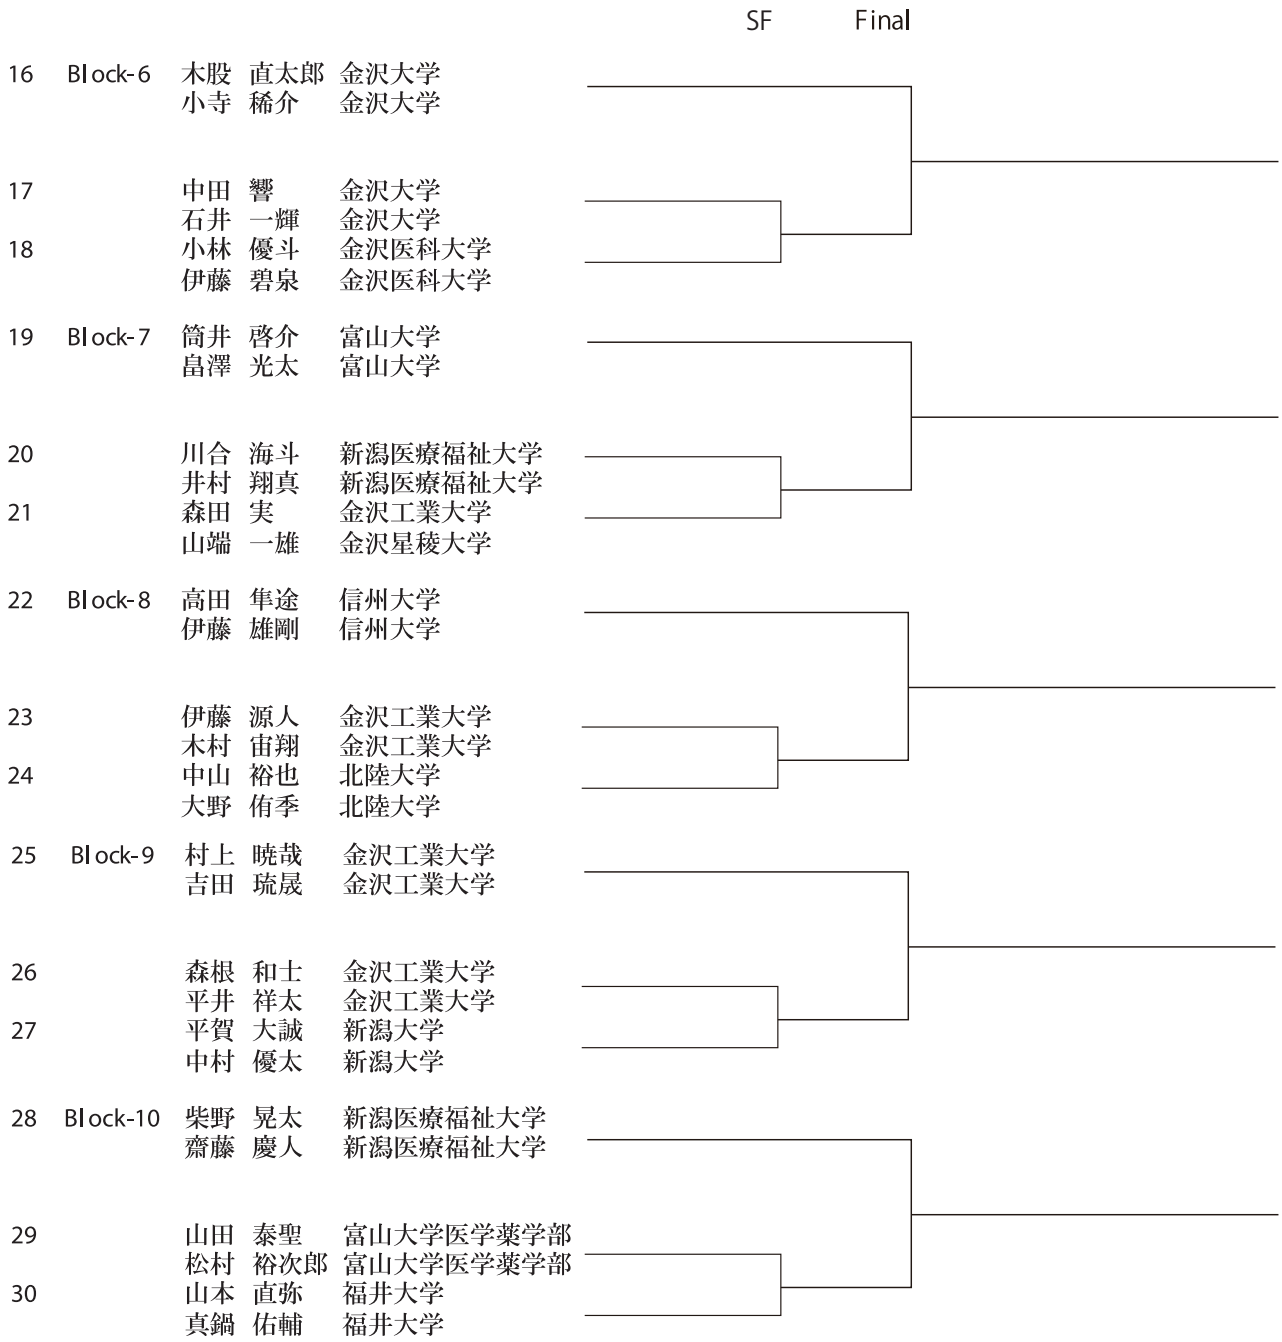 SF Final
16 Block-6 木股 直太郎 金沢大学
小寺 稀介 金沢大学
17 中田 響 金沢大学
石井 一輝 金沢大学
18 小林 優斗 金沢医科大学
伊藤 碧泉 金沢医科大学
19 Block-7 筒井 啓介 富山大学
畠澤 光太 富山大学
20 川合 海斗 新潟医療福祉大学
井村 翔真 新潟医療福祉大学
21 森田 実 金沢工業大学
山端 一雄 金沢星稜大学
22 Block-8 高田 隼途 信州大学
伊藤 雄剛 信州大学
23 伊藤 源人 金沢工業大学
木村 宙翔 金沢工業大学
24 中山 裕也 北陸大学
大野 侑季 北陸大学
25 Block-9 村上 暁哉 金沢工業大学
吉田 琉晟 金沢工業大学
26 森根 和士 金沢工業大学
平井 祥太 金沢工業大学
27 平賀 大誠 新潟大学
中村 優太 新潟大学
28 Block-10 柴野 晃太 新潟医療福祉大学
齋藤 慶人 新潟医療福祉大学
29 山田 泰聖 富山大学医学薬学部
松村 裕次郎 富山大学医学薬学部
30 山本 直弥 福井大学
真鍋 佑輔 福井大学